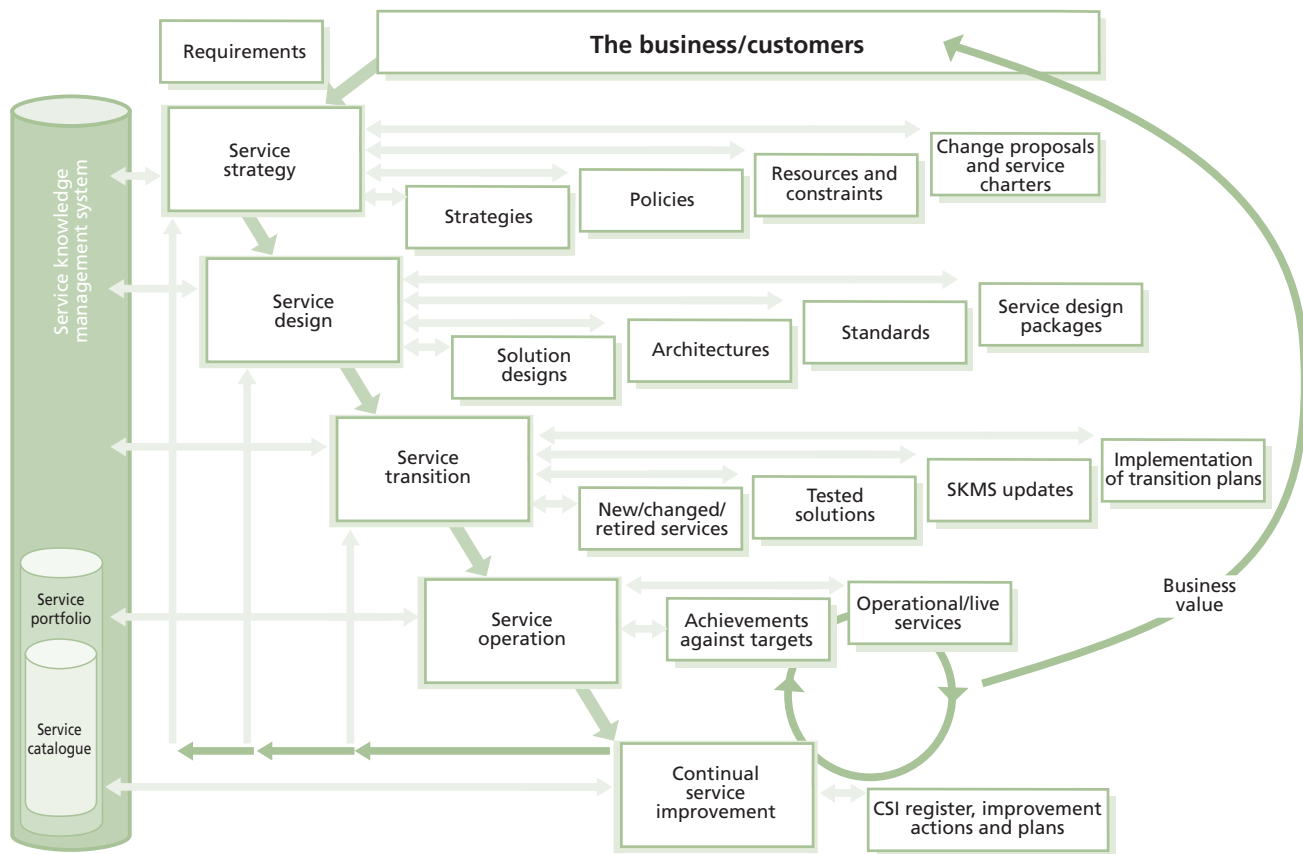 Requirements
The business/customers
Service knowledge
management system
Service
strategy
Strategies
Policies
Resources and
constraints
Change proposals
and service
charters
Service
design
Solution
designs
Architectures
Standards
Service design
packages
Service
transition
New/changed/
retired services
Tested
solutions
SKMS updates
Implementation
of transition plans
Service
portfolio
Service
operation
Achievements
against targets
Operational/live
services
Business
value
Service
catalogue
Continual
service
improvement
CSI register, improvement
actions and plans